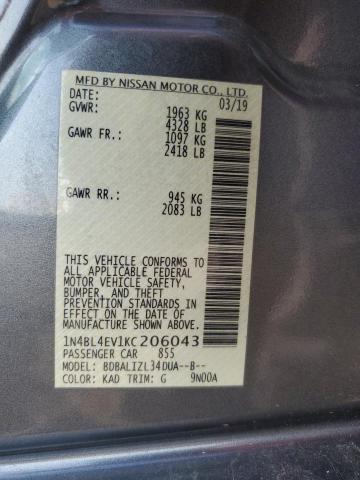 MFD BY NISSAN MOTOR CO., LTD.
DATE: 03/19
GVWR: 1963 KG
4328 LB
GAWR FR.: 1097 KG
2418 LB
GAWR RR.: 945 KG
2083 LB
THIS VEHICLE CONFORMS TO
ALL APPLICABLE FEDERAL
MOTOR VEHICLE SAFETY,
BUMPER, AND THEFT
PREVENTION STANDARDS
IN EFFECT ON THE DATE OF
MANUFACTURE SHOWN ABOVE.
1N4BL4EV1KC206043
PASSENGER CAR 855
MODEL: BDBALIZL34DUA--B--
COLOR: KAD TRIM: G 9N00A